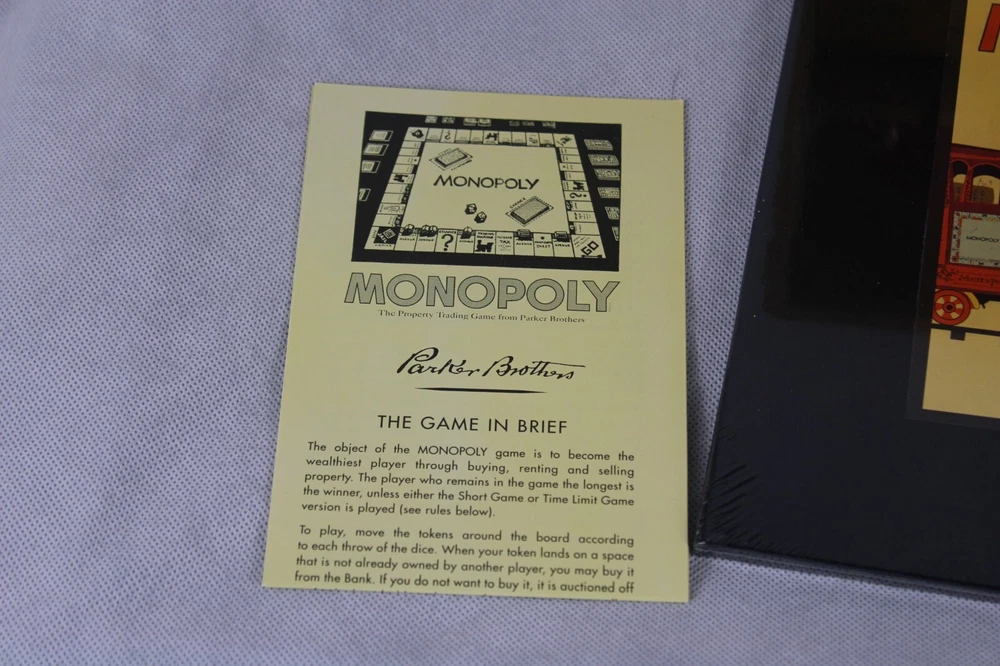 MONOPOLY
CHANCE
?
GO
MONOPOLY
The Property Trading Game from Parker Brothers
Parker Brothers
THE GAME IN BRIEF
The object of the MONOPOLY game is to become the
wealthiest player through buying, renting and selling
property. The player who remains in the game the longest is
the winner, unless either the Short Game or Time Limit Game
version is played (see rules below).
To play, move the tokens around the board according
to each throw of the dice. When your token lands on a space
that is not already owned by another player, you may buy it
from the Bank. If you do not want to buy it, it is auctioned off
M
MONOPOLY